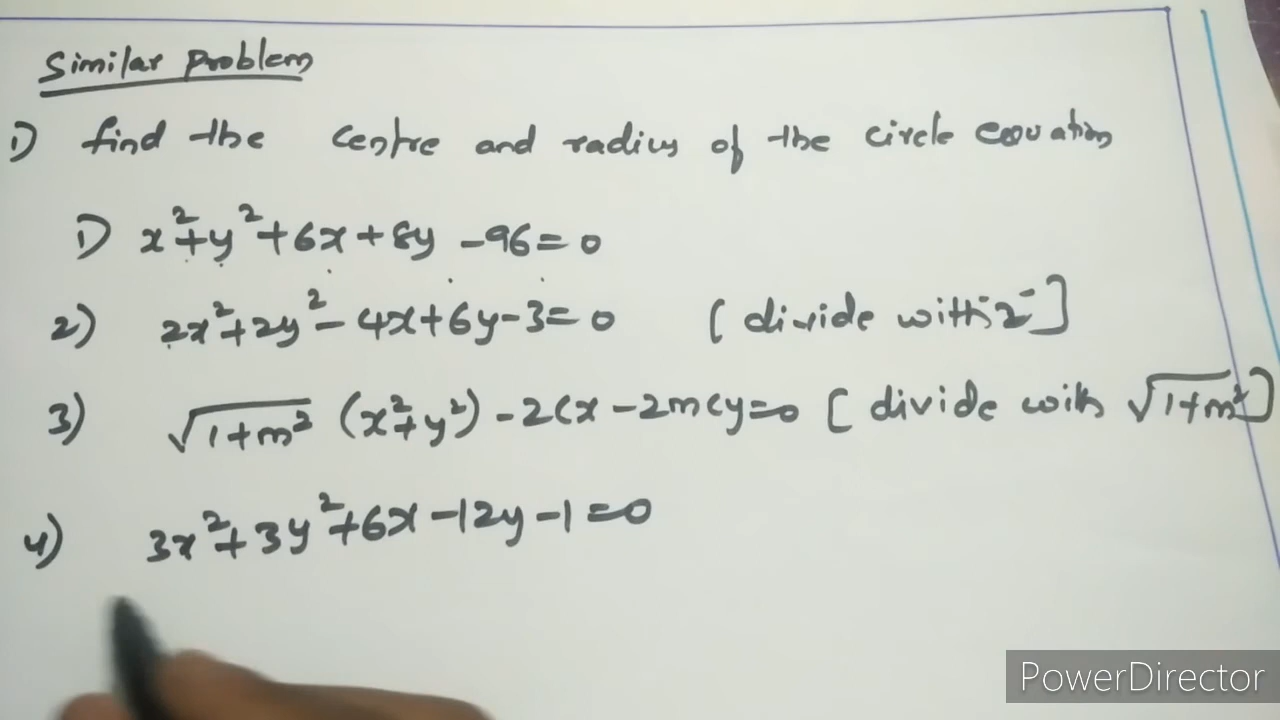 Similar Problem
1) find the centre and radius of the circle equation
1) x²+y²+6x+8y-96=0
2) 2x²+2y²-4x+6y-3=0 [divide with 2]
3) √1+m² (x²+y²)-2cx-2mcy=0 [divide with √1+m²]
4) 3x²+3y²+6x-12y-1=0
PowerDirector